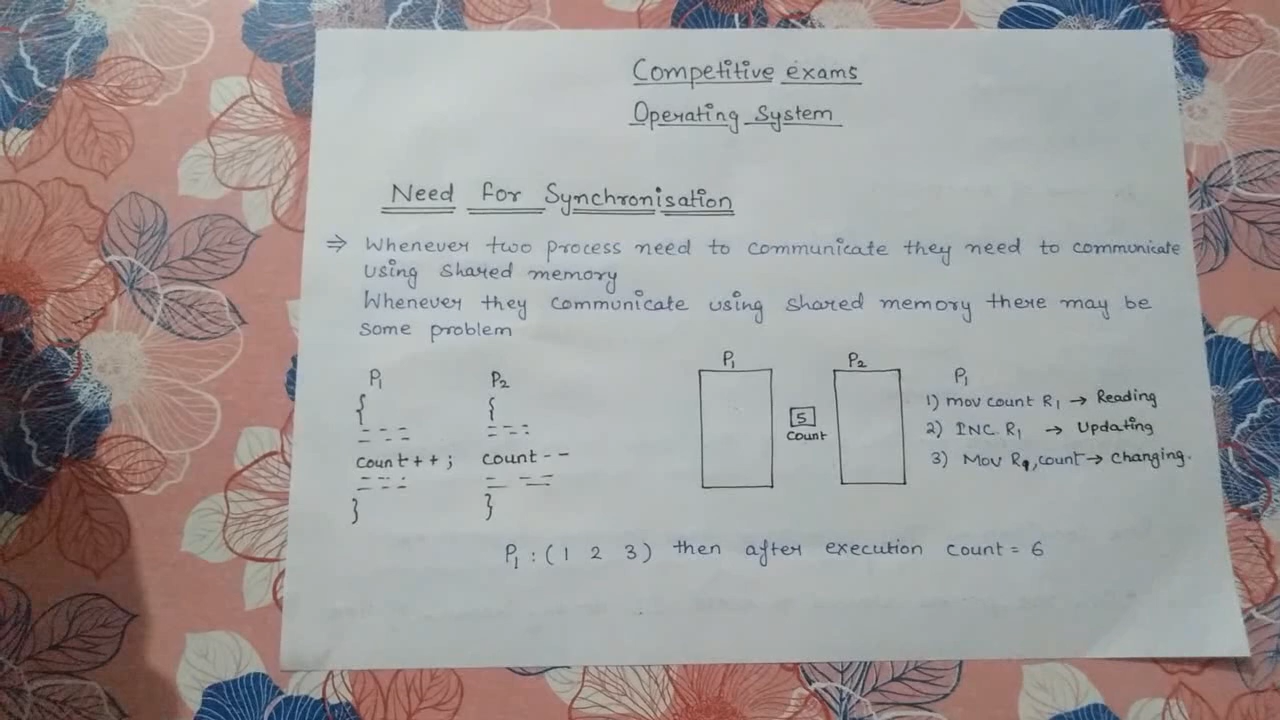 Competitive exams
Operating System
Need for Synchronisation
⇒ Whenever two process need to communicate they need to communicate
using shared memory
Whenever they communicate using shared memory there may be
some problem
P1 P2
{ {
count++; count--
} }
P1 P2
5
count
P1
1) mov count R1 → Reading
2) INC R1 → Updating
3) Mov R1, count → Changing.
P1 : (1 2 3) then after execution count = 6